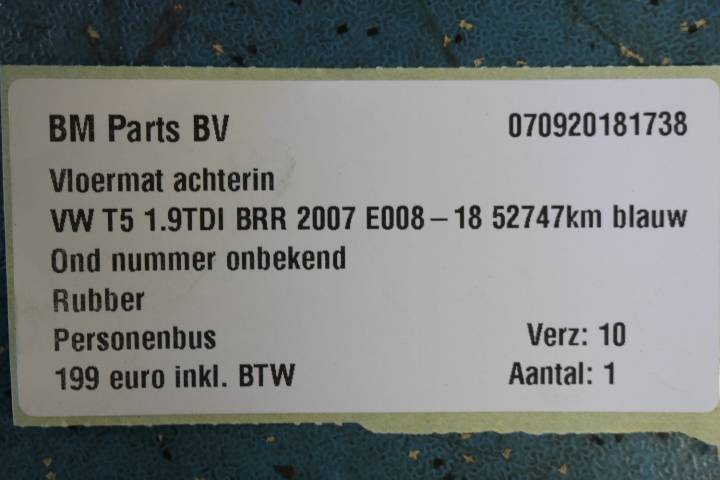 BM Parts BV 070920181738
Vloermat achterin
VW T5 1.9TDI BRR 2007 E008-18 52747km blauw
Ond nummer onbekend
Rubber
Personenbus Verz: 10
199 euro inkl. BTW Aantal: 1